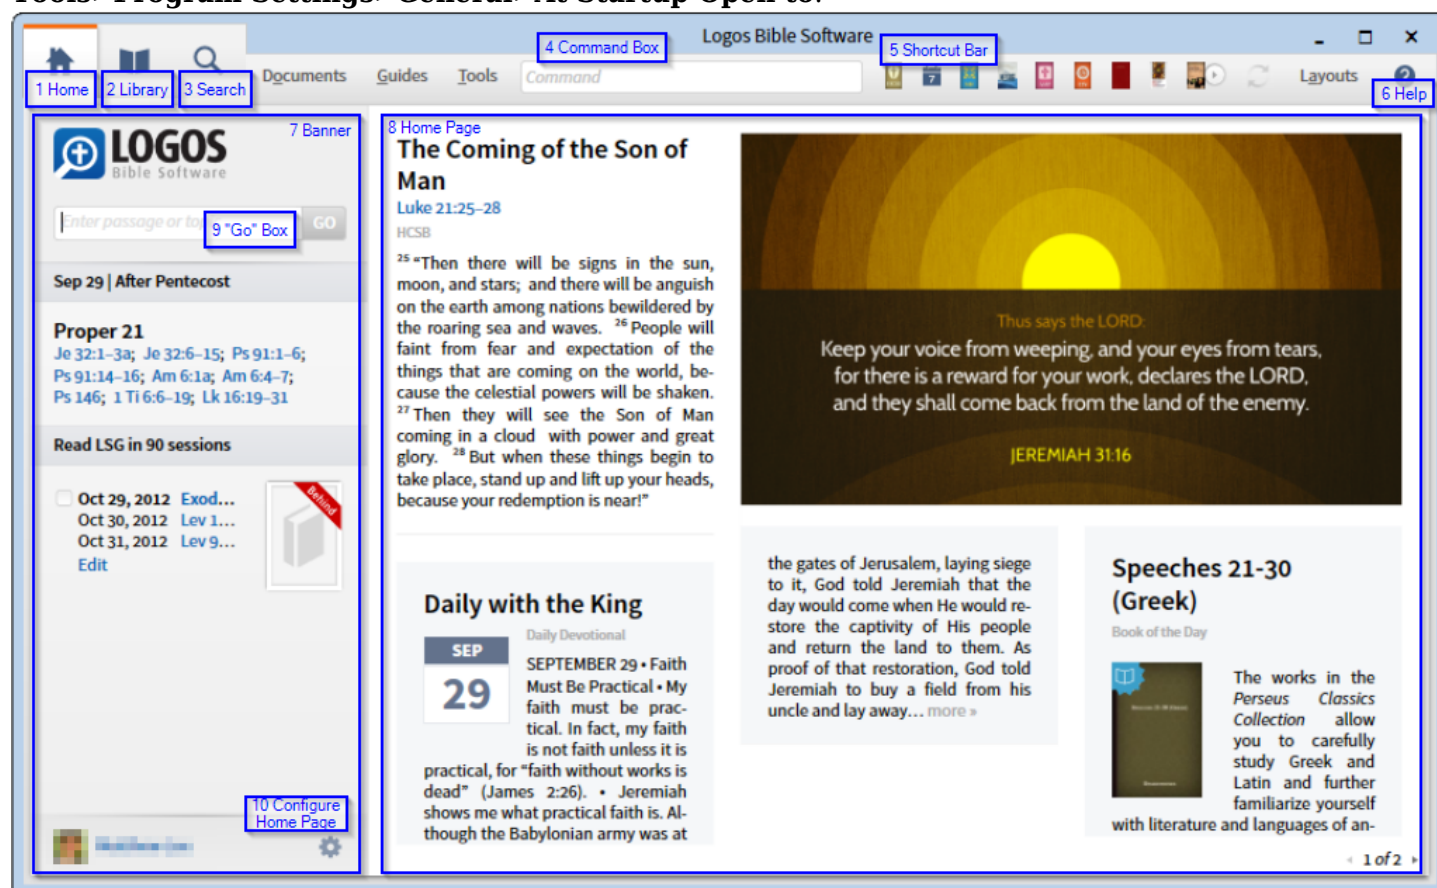 Tools> Program Settings> General> At Startup Open to.
Logos Bible Software
4 Command Box
5 Shortcut Bar
1 Home
2 Library
3 Search
Documents
Guides
Tools
Command
7
Layouts
6 Help
7 Banner
LOGOS
Bible Software
Enter passage or to
9 "Go" Box
GO
Sep 29 | After Pentecost
Proper 21
Je 32:1–3a; Je 32:6–15; Ps 91:1–6;
Ps 91:14–16; Am 6:1a; Am 6:4–7;
Ps 146; 1 Ti 6:6–19; Lk 16:19–31
Read LSG in 90 sessions
Oct 29, 2012 Exod...
Oct 30, 2012 Lev 1...
Oct 31, 2012 Lev 9...
Edit
Behind
10 Configure
Home Page
8 Home Page
The Coming of the Son of
Man
Luke 21:25–28
HCSB
25 “Then there will be signs in the sun,
moon, and stars; and there will be anguish
on the earth among nations bewildered by
the roaring sea and waves. 26 People will
faint from fear and expectation of the
things that are coming on the world, be-
cause the celestial powers will be shaken.
27 Then they will see the Son of Man
coming in a cloud with power and great
glory. 28 But when these things begin to
take place, stand up and lift up your heads,
because your redemption is near!”
Thus says the LORD:
Keep your voice from weeping, and your eyes from tears,
for there is a reward for your work, declares the LORD,
and they shall come back from the land of the enemy.
JEREMIAH 31:16
Daily with the King
Daily Devotional
SEP
29
SEPTEMBER 29 • Faith
Must Be Practical • My
faith must be prac-
tical. In fact, my faith
is not faith unless it is
practical, for “faith without works is
dead” (James 2:26). • Jeremiah
shows me what practical faith is. Al-
though the Babylonian army was at
the gates of Jerusalem, laying siege
to it, God told Jeremiah that the
day would come when He would re-
store the captivity of His people
and return the land to them. As
proof of that restoration, God told
Jeremiah to buy a field from his
uncle and lay away... more »
Speeches 21-30
(Greek)
Book of the Day
The works in the
Perseus Classics
Collection allow
you to carefully
study Greek and
Latin and further
familiarize yourself
with literature and languages of an-
1 of 2